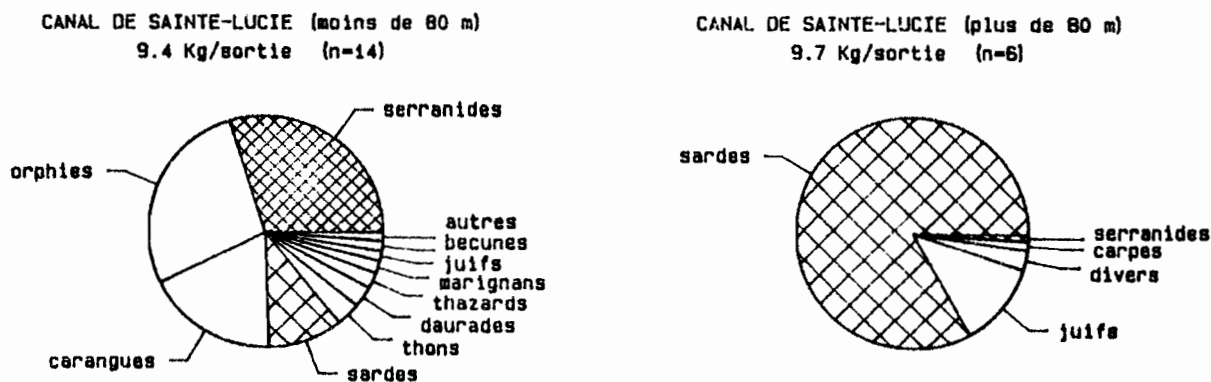 CANAL DE SAINTE-LUCIE (moins de 80 m)
9.4 Kg/sortie (n=14)
serranides
orphies
autres
becunes
juifs
marignans
thazards
daurades
thons
sardes
carangues
CANAL DE SAINTE-LUCIE (plus de 80 m)
9.7 Kg/sortie (n=6)
sardes
serranides
carpes
divers
juifs